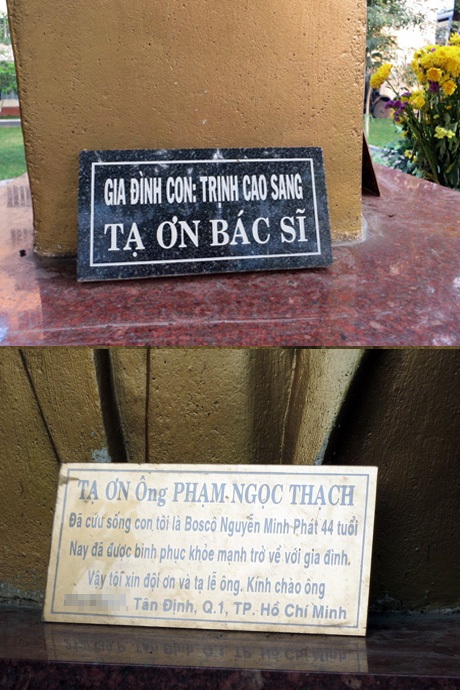 GIA ĐÌNH CON: TRỊNH CAO SANG
TẠ ƠN BÁC SĨ
TẠ ƠN Ông PHẠM NGỌC THẠCH
Đã cứu sống con tôi là Bosco Nguyễn Minh Phát 44 tuổi
Nay đã được bình phục khỏe mạnh trở về với gia đình.
Vậy tôi xin đội ơn và tạ lễ ông. Kính chào ông
Tân Định, Q.1, TP. Hồ Chí Minh